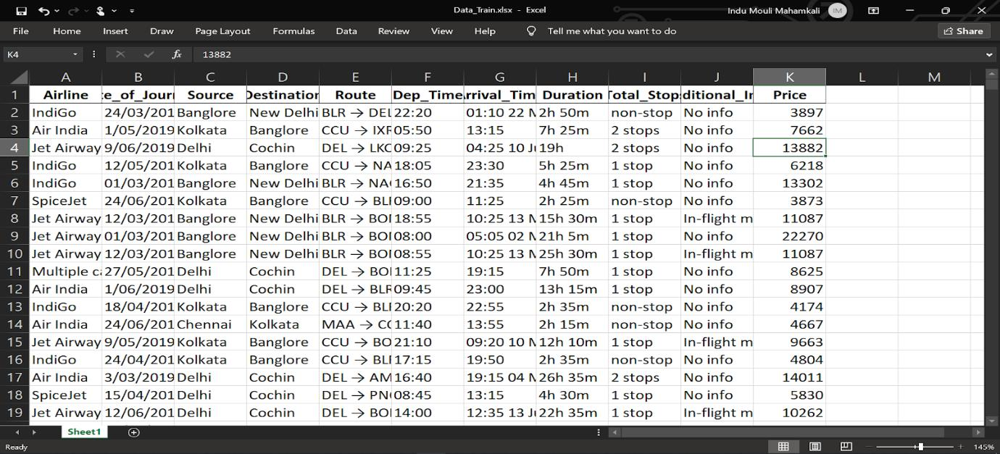 Data_Train.xlsx - Excel
Indu Mouli Mahamkali IM
File Home Insert Draw Page Layout Formulas Data Review View Help Tell me what you want to do Share
K4 fx 13882
A B C D E F G H I J K L M
1 Airline te_of_Jouri Source Destination Route Dep_Time Arrival_Tim Duration Total_Stops ditional_In Price
2 IndiGo 24/03/201 Banglore New Delhi BLR → DEL 22:20 01:10 22 M 2h 50m non-stop No info 3897
3 Air India 1/05/2019 Kolkata Banglore CCU → IXR 05:50 13:15 7h 25m 2 stops No info 7662
4 Jet Airway 9/06/2019 Delhi Cochin DEL → LKO 09:25 04:25 10 Ju 19h 2 stops No info 13882
5 IndiGo 12/05/201 Kolkata Banglore CCU → NA 18:05 23:30 5h 25m 1 stop No info 6218
6 IndiGo 01/03/201 Banglore New Delhi BLR → NA 16:50 21:35 4h 45m 1 stop No info 13302
7 SpiceJet 24/06/201 Kolkata Banglore CCU → BLR 09:00 11:25 2h 25m non-stop No info 3873
8 Jet Airway 12/03/201 Banglore New Delhi BLR → BOM 18:55 10:25 13 M 15h 30m 1 stop In-flight m 11087
9 Jet Airway 01/03/201 Banglore New Delhi BLR → BOM 08:00 05:05 02 M 21h 5m 1 stop No info 22270
10 Jet Airway 12/03/201 Banglore New Delhi BLR → BOM 08:55 10:25 13 M 25h 30m 1 stop In-flight m 11087
11 Multiple ca 27/05/201 Delhi Cochin DEL → BOM 11:25 19:15 7h 50m 1 stop No info 8625
12 Air India 1/06/2019 Delhi Cochin DEL → BLR 09:45 23:00 13h 15m 1 stop No info 8907
13 IndiGo 18/04/201 Kolkata Banglore CCU → BLR 20:20 22:55 2h 35m non-stop No info 4174
14 Air India 24/06/201 Chennai Kolkata MAA → CC 11:40 13:55 2h 15m non-stop No info 4667
15 Jet Airway 9/05/2019 Kolkata Banglore CCU → BO 21:10 09:20 10 M 12h 10m 1 stop In-flight m 9663
16 IndiGo 24/04/201 Kolkata Banglore CCU → BLR 17:15 19:50 2h 35m non-stop No info 4804
17 Air India 3/03/2019 Delhi Cochin DEL → AM 16:40 19:15 04 M 26h 35m 2 stops No info 14011
18 SpiceJet 15/04/201 Delhi Cochin DEL → PN 08:45 13:15 4h 30m 1 stop No info 5830
19 Jet Airway 12/06/201 Delhi Cochin DEL → BOM 14:00 12:35 13 Ju 22h 35m 1 stop In-flight m 10262
Sheet1
Ready 145%